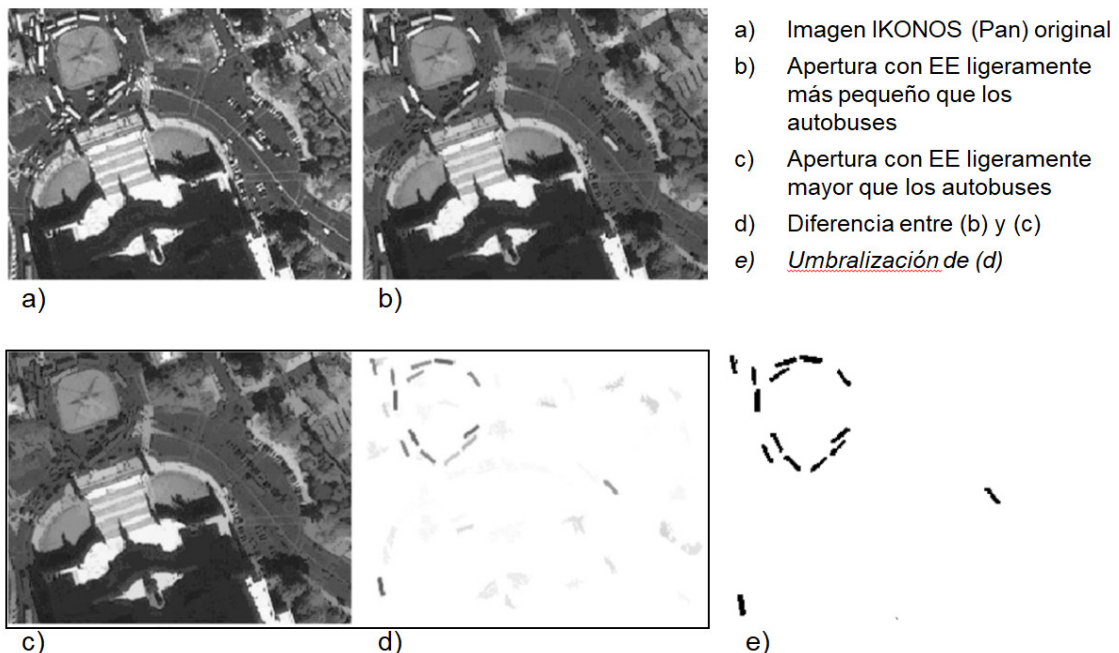 a) Imagen IKONOS (Pan) original
b) Apertura con EE ligeramente
más pequeño que los
autobuses
c) Apertura con EE ligeramente
mayor que los autobuses
d) Diferencia entre (b) y (c)
e) Umbralización de (d)
a)
b)
c)
d)
e)